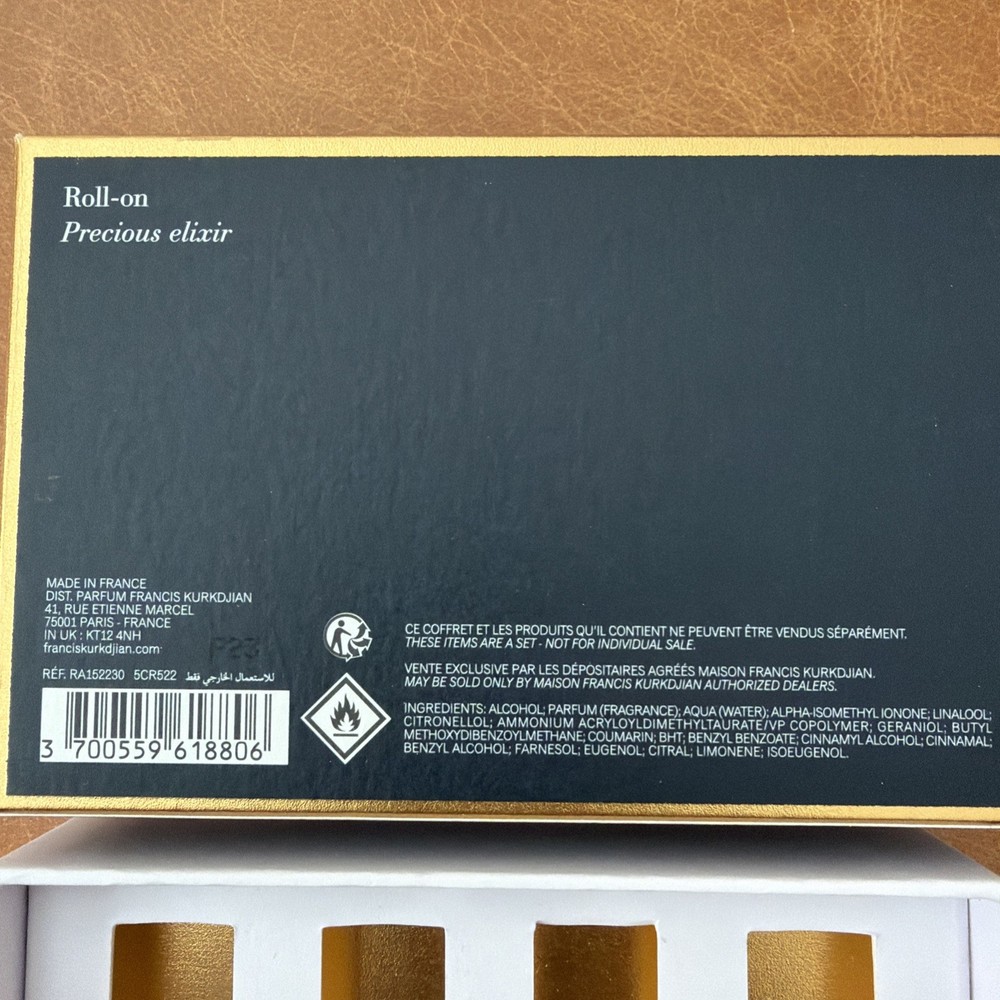 Roll-on
Precious elixir
MADE IN FRANCE
DIST. PARFUM FRANCIS KURKDJIAN
41, RUE ETIENNE MARCEL
75001 PARIS - FRANCE
IN UK : KT12 4NH
franciskurkdjian.com
RÉF. RA152230 5CR522 للاستعمال الخارجي فقط
3 700559 618806
CE COFFRET ET LES PRODUITS QU'IL CONTIENT NE PEUVENT ÊTRE VENDUS SÉPARÉMENT.
THESE ITEMS ARE A SET - NOT FOR INDIVIDUAL SALE.
VENTE EXCLUSIVE PAR LES DÉPOSITAIRES AGRÉÉS MAISON FRANCIS KURKDJIAN.
MAY BE SOLD ONLY BY MAISON FRANCIS KURKDJIAN AUTHORIZED DEALERS.
INGREDIENTS: ALCOHOL; PARFUM (FRAGRANCE); AQUA (WATER); ALPHA-ISOMETHYL IONONE; LINALOOL;
CITRONELLOL; AMMONIUM ACRYLOYLDIMETHYLTAURATE/VP COPOLYMER; GERANIOL; BUTYL
METHOXYDIBENZOYLMETHANE; COUMARIN; BHT; BENZYL BENZOATE; CINNAMYL ALCOHOL; CINNAMAL;
BENZYL ALCOHOL; FARNESOL; EUGENOL; CITRAL; LIMONENE; ISOEUGENOL.